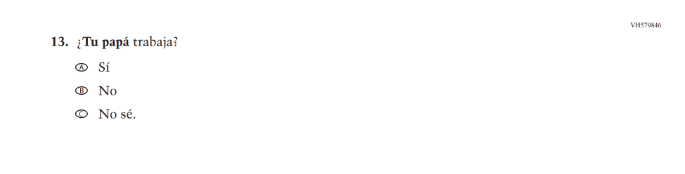 VH579846
13. ¿Tu papá trabaja?
A Sí
B No
C No sé.